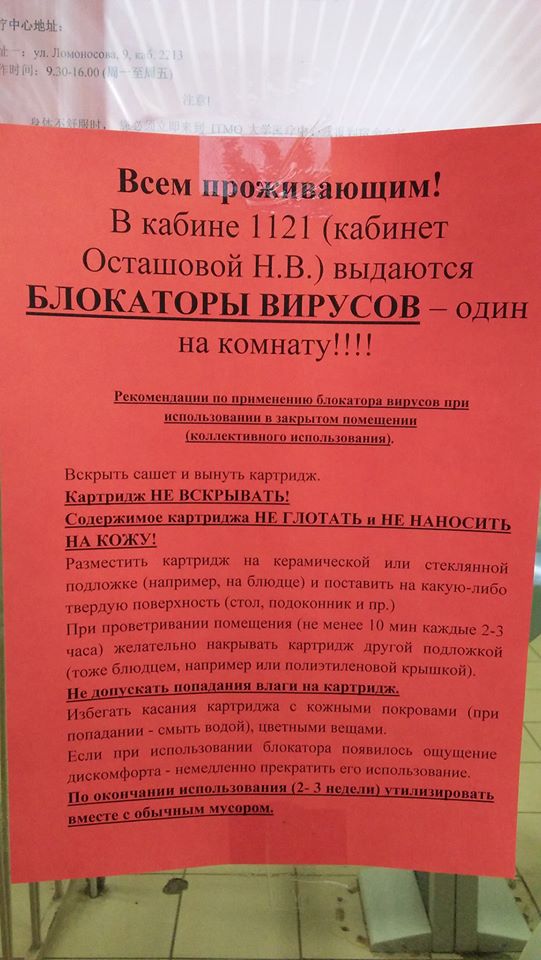 疗中心地址:
址一: ул. Ломоносова, 9, каб. 2213
作时间: 9.30-16.00 (周一至周五)
注意!
身体不舒服时, ITMO 大学医疗中心
Всем проживающим!
В кабине 1121 (кабинет
Осташовой Н.В.) выдаются
БЛОКАТОРЫ ВИРУСОВ – один
на комнату!!!!
Рекомендации по применению блокатора вирусов при
использовании в закрытом помещении
(коллективного использования).
Вскрыть сашет и вынуть картридж.
Картридж НЕ ВСКРЫВАТЬ!
Содержимое картриджа НЕ ГЛОТАТЬ и НЕ НАНОСИТЬ
НА КОЖУ!
Разместить картридж на керамической или стеклянной
подложке (например, на блюдце) и поставить на какую-либо
твердую поверхность (стол, подоконник и пр.)
При проветривании помещения (не менее 10 мин каждые 2-3
часа) желательно накрывать картридж другой подложкой
(тоже блюдцем, например или полиэтиленовой крышкой).
Не допускать попадания влаги на картридж.
Избегать касания картриджа с кожными покровами (при
попадании - смыть водой), цветными вещами.
Если при использовании блокатора появилось ощущение
дискомфорта - немедленно прекратить его использование.
По окончании использования (2- 3 недели) утилизировать
вместе с обычным мусором.